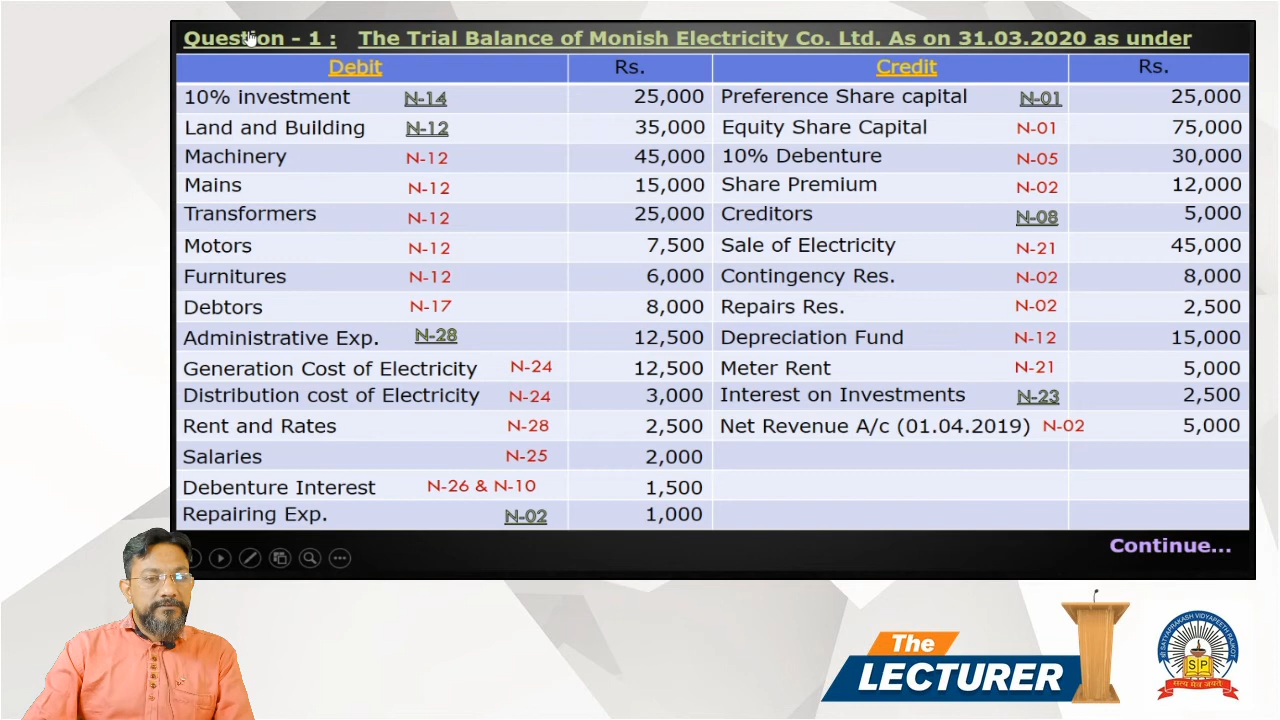 Question - 1 : The Trial Balance of Monish Electricity Co. Ltd. As on 31.03.2020 as under
Debit Rs. Credit Rs.
10% investment N-14 25,000 Preference Share capital N-01 25,000
Land and Building N-12 35,000 Equity Share Capital N-01 75,000
Machinery N-12 45,000 10% Debenture N-05 30,000
Mains N-12 15,000 Share Premium N-02 12,000
Transformers N-12 25,000 Creditors N-08 5,000
Motors N-12 7,500 Sale of Electricity N-21 45,000
Furnitures N-12 6,000 Contingency Res. N-02 8,000
Debtors N-17 8,000 Repairs Res. N-02 2,500
Administrative Exp. N-28 12,500 Depreciation Fund N-12 15,000
Generation Cost of Electricity N-24 12,500 Meter Rent N-21 5,000
Distribution cost of Electricity N-24 3,000 Interest on Investments N-23 2,500
Rent and Rates N-28 2,500 Net Revenue A/c (01.04.2019) N-02 5,000
Salaries N-25 2,000
Debenture Interest N-26 & N-10 1,500
Repairing Exp. N-02 1,000
Continue...
The
LECTURER
SP